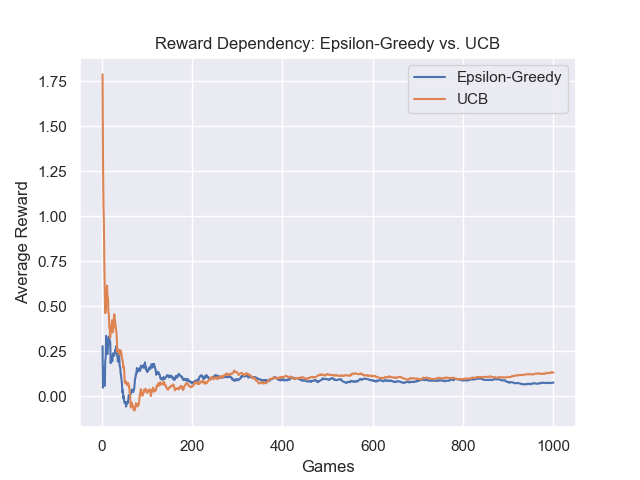 Reward Dependency: Epsilon-Greedy vs. UCB
Epsilon-Greedy
UCB
1.75
1.50
1.25
1.00
0.75
0.50
0.25
0.00
Average Reward
0
200
400
600
800
1000
Games